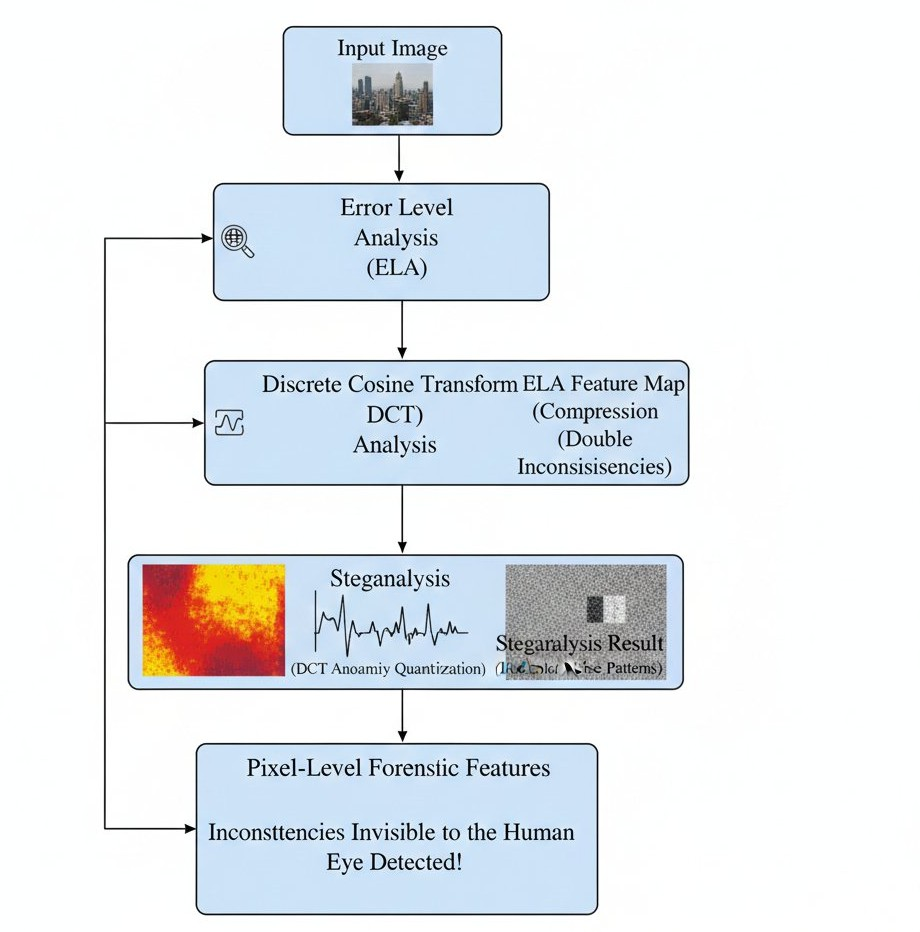 Input Image
Error Level
Analysis
(ELA)
Discrete Cosine Transform
DCT)
Analysis
ELA Feature Map
(Compression
(Double
Inconsisisencies)
Steganalysis
(DCT Anoamiy Quantization)
Stegaralysis Result
Patterns)
Pixel-Level Forenstic Features
Inconsttencies Invisible to the Human
Eye Detected!